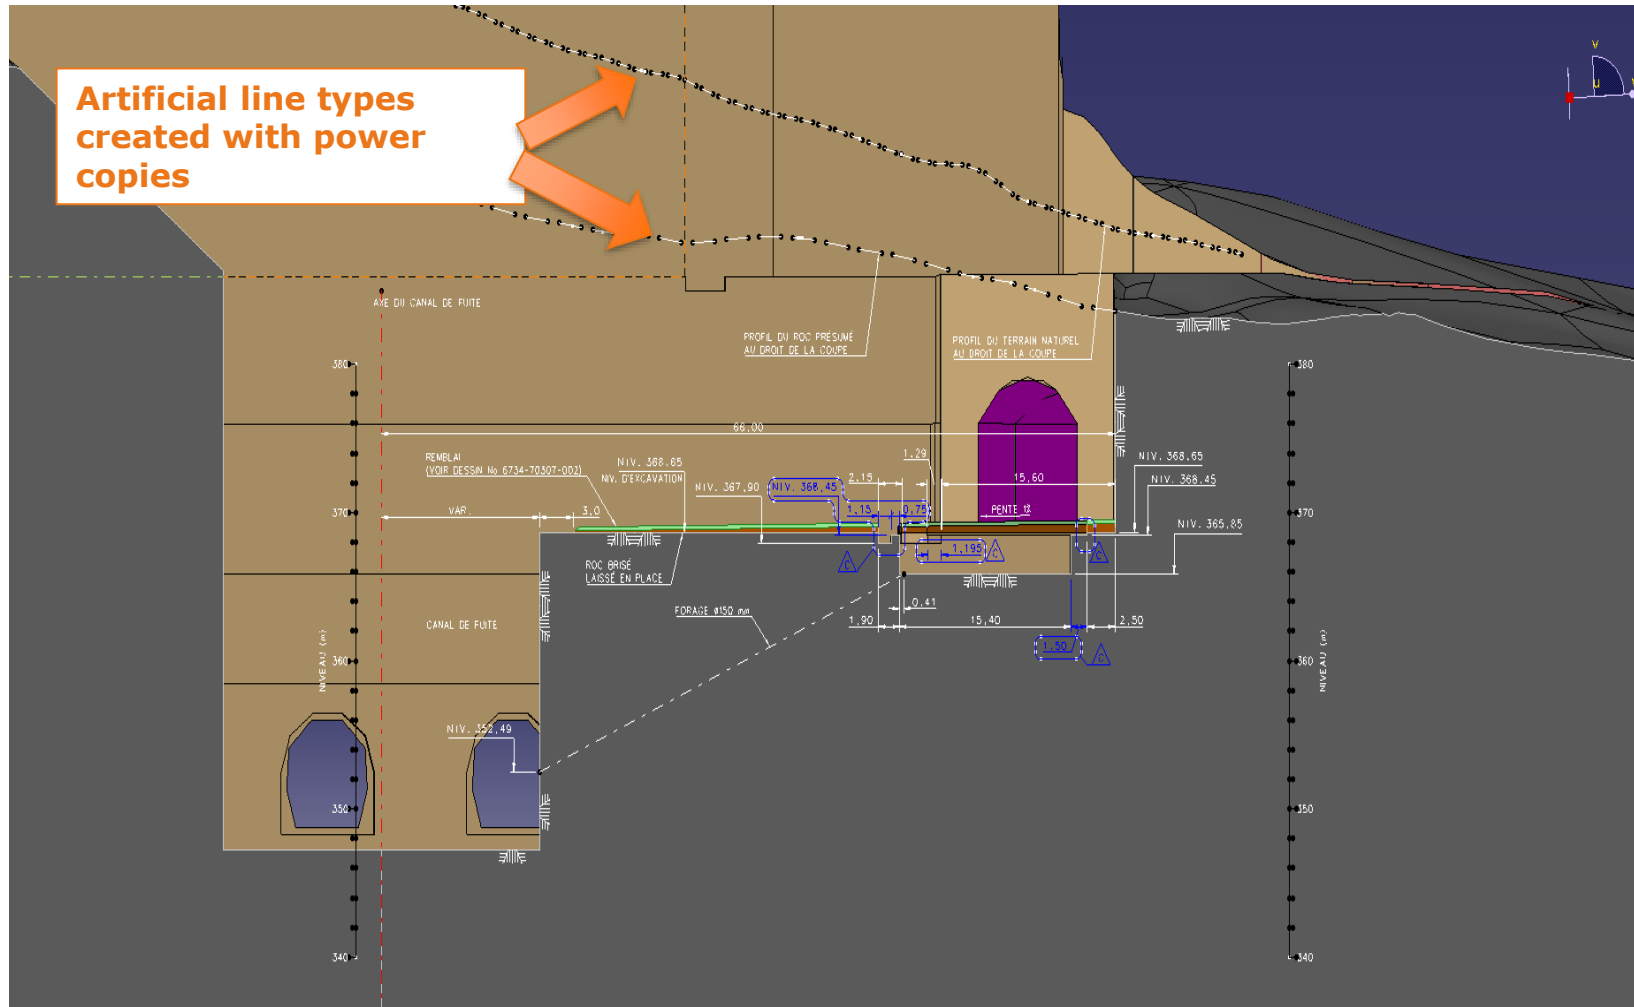 Artificial line types
created with power
copies
V
U
AXE DU CANAL DE FUITE
PROFIL DU ROC PRÉSUMÉ
AU DROIT DE LA COUPE
PROFIL DU TERRAIN NATUREL
AU DROIT DE LA COUPE
380
380
66,00
REMBLAI
(VOIR DESSIN No 6734-70307-002)
NIV. 368.65
NIV. D'EXCAVATION
1.29
NIV. 368.65
2,15
15,60
NIV. 368.45
NIV. 367,90
NIV. 368,45
VAR.
3,0
1,15
0,75
PENTE 1%
370
370
NIV. 365,85
C
1,195
C
C
ROC BRISÉ
LAISSÉ EN PLACE
FORAGE ø150 mm
0,41
1,90
15,40
2,50
CANAL DE FUITE
1,50
C
NIVEAU (m)
360
360
NIVEAU (m)
NIV. 352,49
350
350
340
340